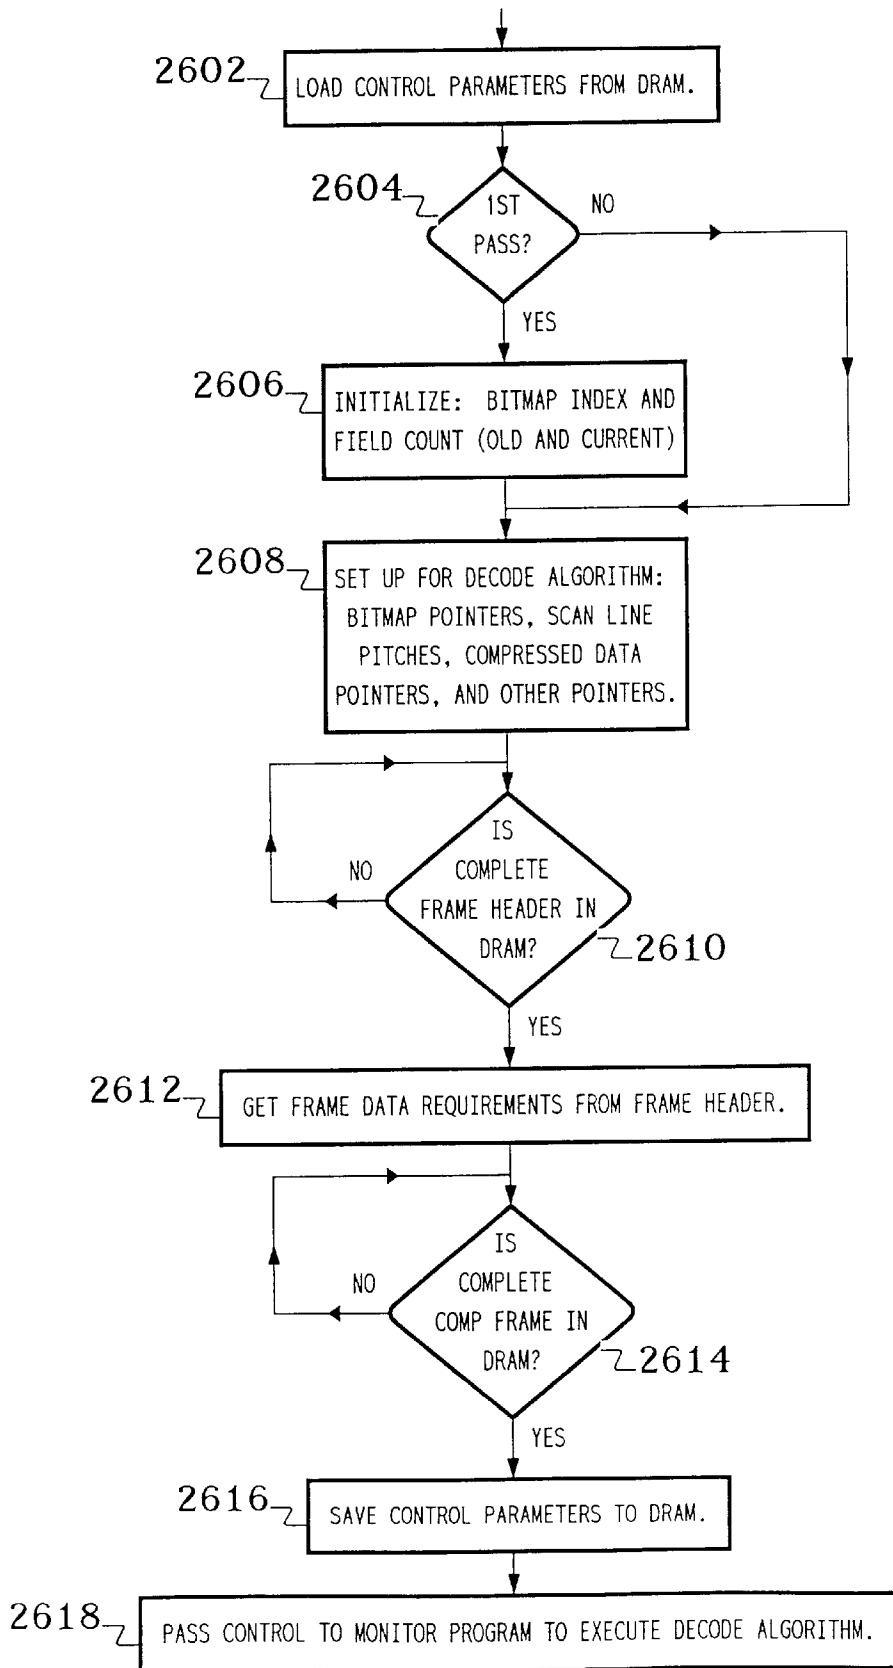 2602
LOAD CONTROL PARAMETERS FROM DRAM.
2604
1ST
PASS?
NO
YES
2606
INITIALIZE: BITMAP INDEX AND
FIELD COUNT (OLD AND CURRENT)
2608
SET UP FOR DECODE ALGORITHM:
BITMAP POINTERS, SCAN LINE
PITCHES, COMPRESSED DATA
POINTERS, AND OTHER POINTERS.
IS
COMPLETE
FRAME HEADER IN
DRAM?
NO
2610
YES
2612
GET FRAME DATA REQUIREMENTS FROM FRAME HEADER.
IS
COMPLETE
COMP FRAME IN
DRAM?
NO
2614
YES
2616
SAVE CONTROL PARAMETERS TO DRAM.
2618
PASS CONTROL TO MONITOR PROGRAM TO EXECUTE DECODE ALGORITHM.